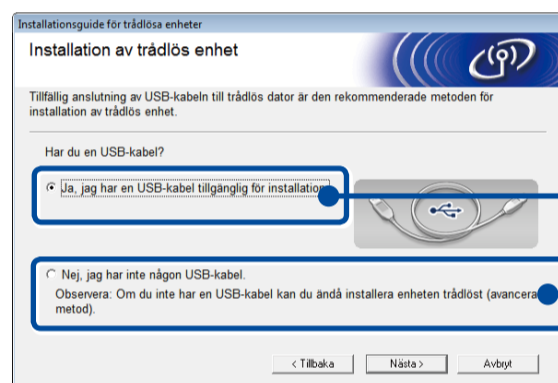 Installationsguide för trådlösa enheter
Installation av trådlös enhet
Tillfällig anslutning av USB-kabeln till trådlös dator är den rekommenderade metoden för
installation av trådlös enhet.
Har du en USB-kabel?
Ja, jag har en USB-kabel tillgänglig för installation
Nej, jag har inte någon USB-kabel.
Observera: Om du inte har en USB-kabel kan du ändå installera enheten trådlöst (avancera
metod).
< Tillbaka Nästa > Avbryt